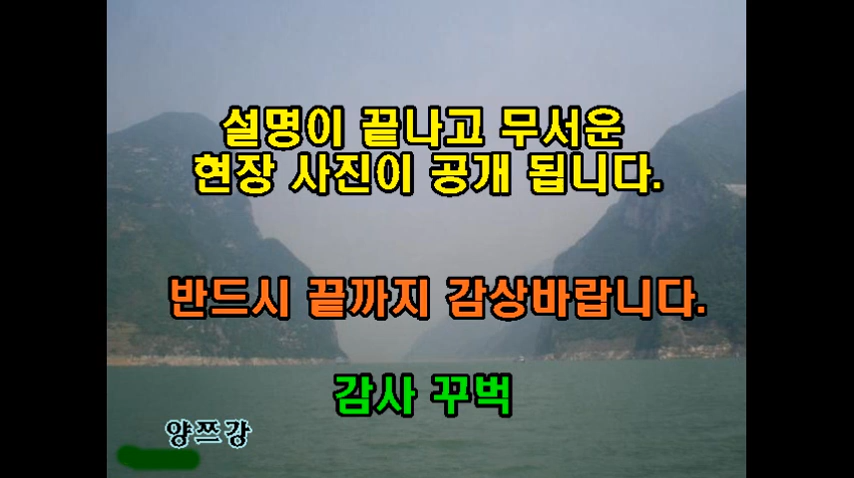 설명이 끝나고 무서운
현장 사진이 공개 됩니다.
반드시 끝까지 감상바랍니다.
감사 꾸벅
양쯔강